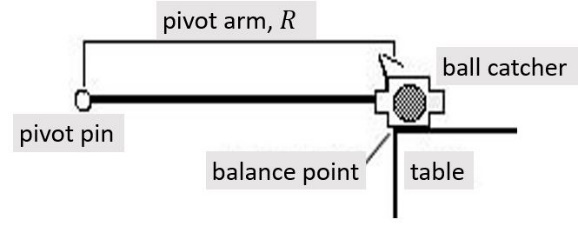 pivot arm, R
ball catcher
pivot pin
balance point
table